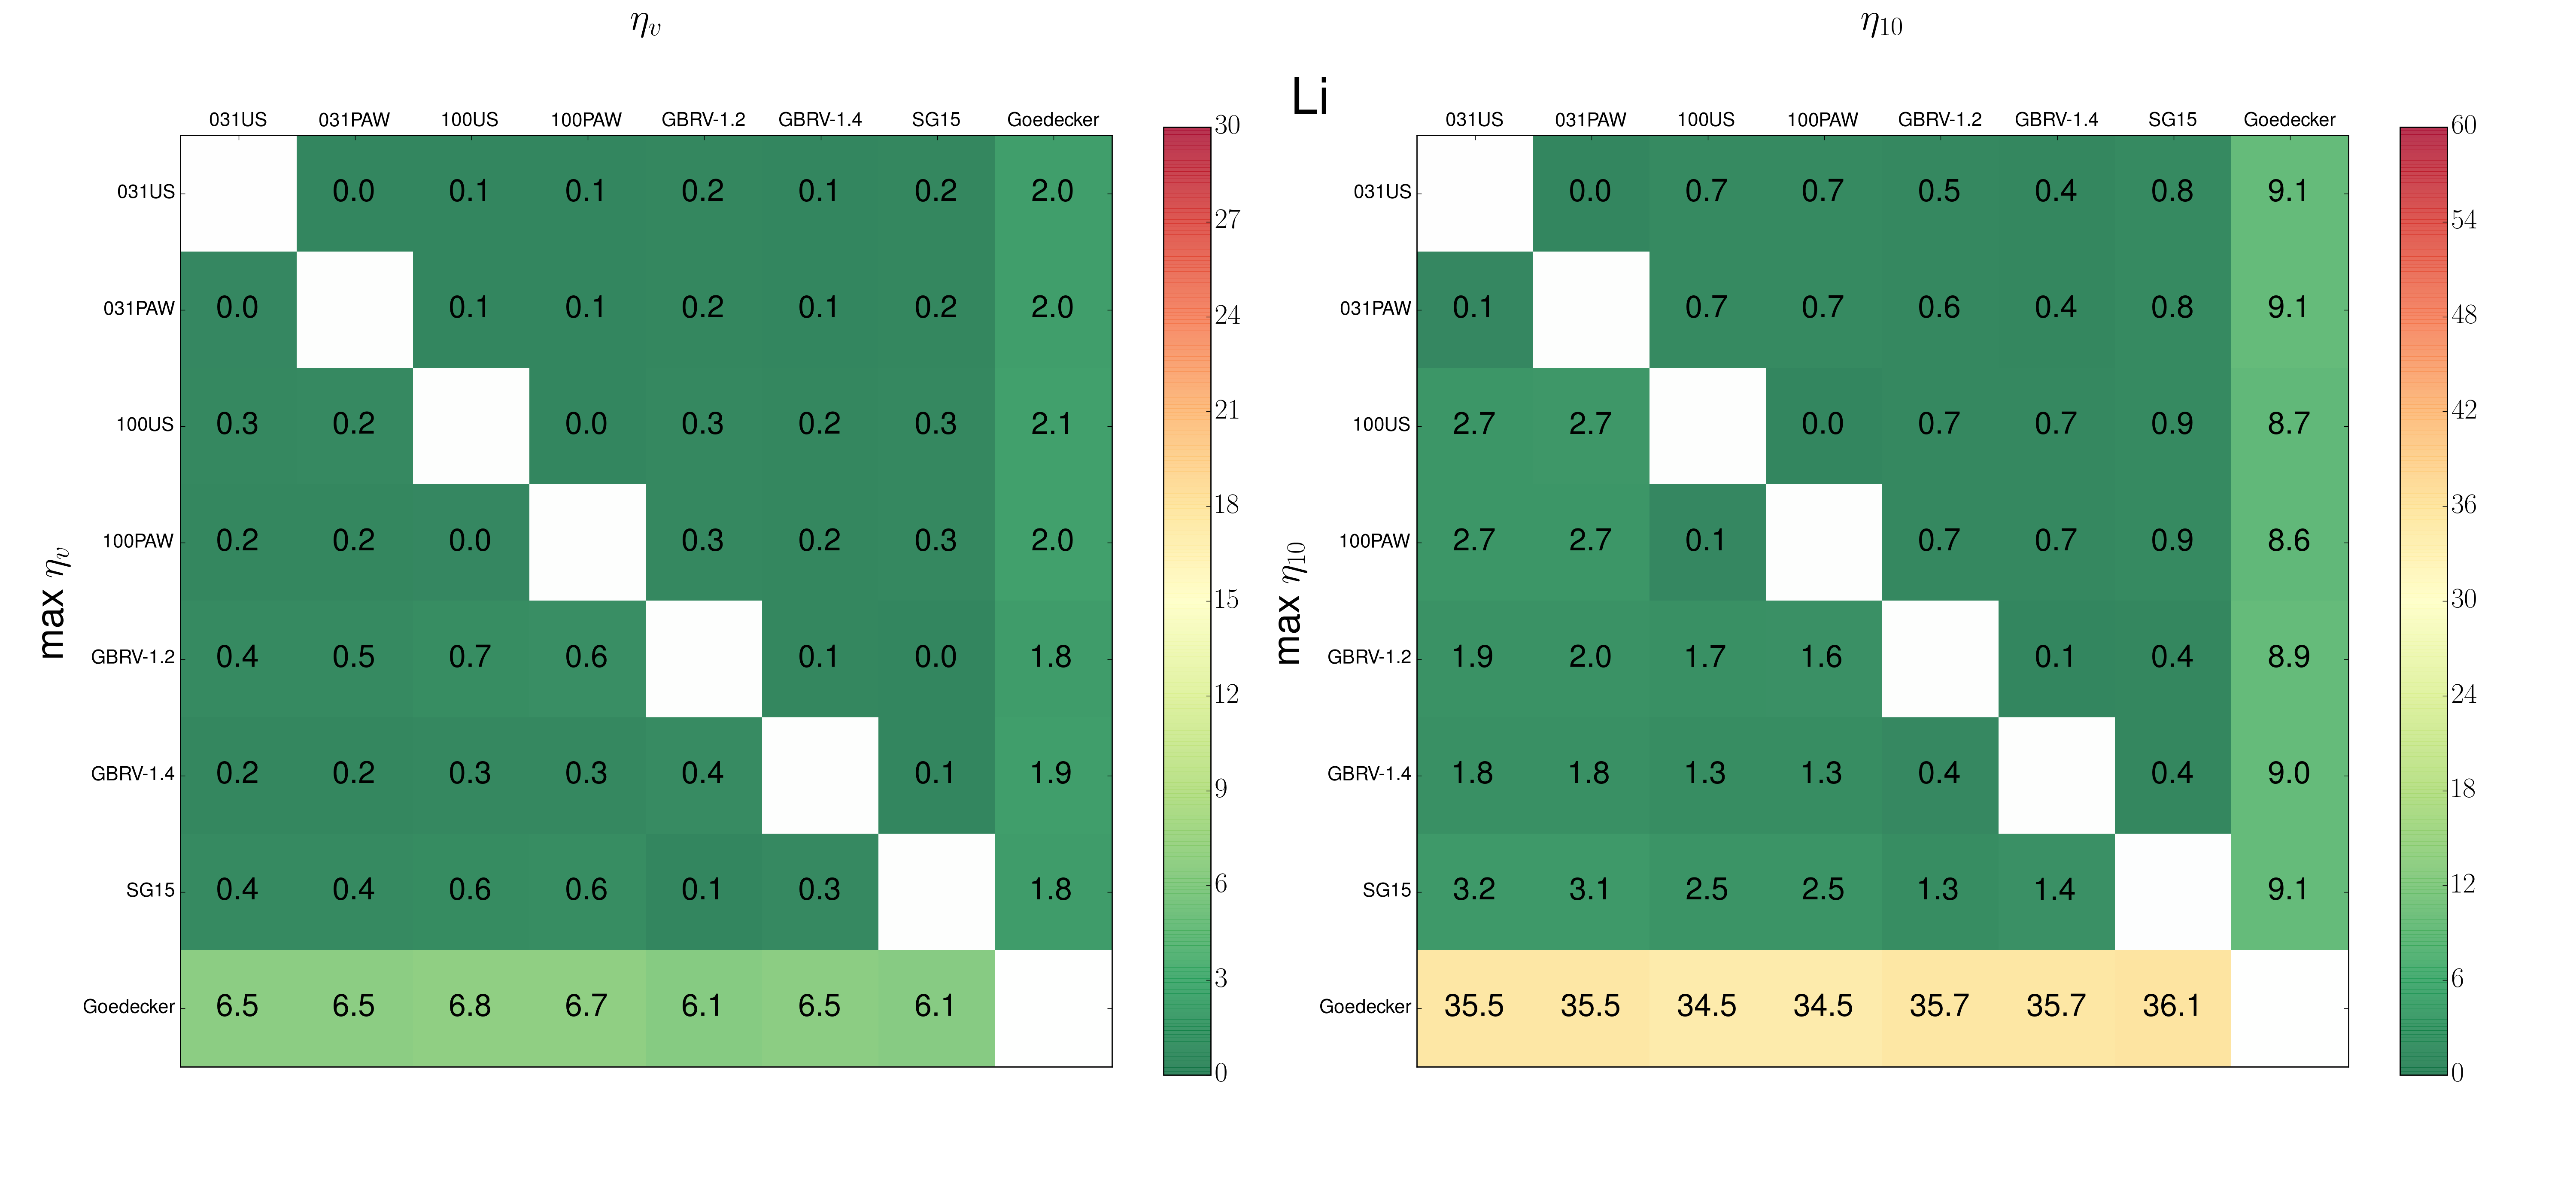 η_v
η_10
Li
031US 031PAW 100US 100PAW GBRV-1.2 GBRV-1.4 SG15 Goedecker
031US 0.0 0.1 0.1 0.2 0.1 0.2 2.0
031PAW 0.0 0.1 0.1 0.2 0.1 0.2 2.0
100US 0.3 0.2 0.0 0.3 0.2 0.3 2.1
100PAW 0.2 0.2 0.0 0.3 0.2 0.3 2.0
GBRV-1.2 0.4 0.5 0.7 0.6 0.1 0.0 1.8
GBRV-1.4 0.2 0.2 0.3 0.3 0.4 0.1 1.9
SG15 0.4 0.4 0.6 0.6 0.1 0.3 1.8
Goedecker 6.5 6.5 6.8 6.7 6.1 6.5 6.1
max η_v
30
27
24
21
18
15
12
9
6
3
0
031US 031PAW 100US 100PAW GBRV-1.2 GBRV-1.4 SG15 Goedecker
031US 0.0 0.7 0.7 0.5 0.4 0.8 9.1
031PAW 0.1 0.7 0.7 0.6 0.4 0.8 9.1
100US 2.7 2.7 0.0 0.7 0.7 0.9 8.7
100PAW 2.7 2.7 0.1 0.7 0.7 0.9 8.6
GBRV-1.2 1.9 2.0 1.7 1.6 0.1 0.4 8.9
GBRV-1.4 1.8 1.8 1.3 1.3 0.4 0.4 9.0
SG15 3.2 3.1 2.5 2.5 1.3 1.4 9.1
Goedecker 35.5 35.5 34.5 34.5 35.7 35.7 36.1
max η_10
60
54
48
42
36
30
24
18
12
6
0